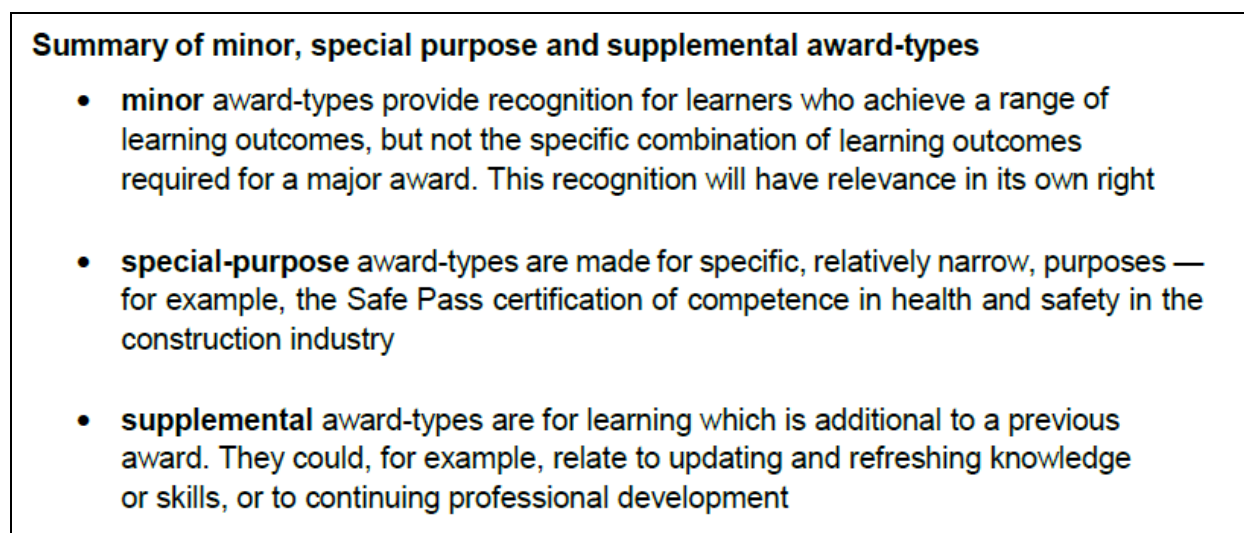 Summary of minor, special purpose and supplemental award-types
• minor award-types provide recognition for learners who achieve a range of
learning outcomes, but not the specific combination of learning outcomes
required for a major award. This recognition will have relevance in its own right
• special-purpose award-types are made for specific, relatively narrow, purposes —
for example, the Safe Pass certification of competence in health and safety in the
construction industry
• supplemental award-types are for learning which is additional to a previous
award. They could, for example, relate to updating and refreshing knowledge
or skills, or to continuing professional development